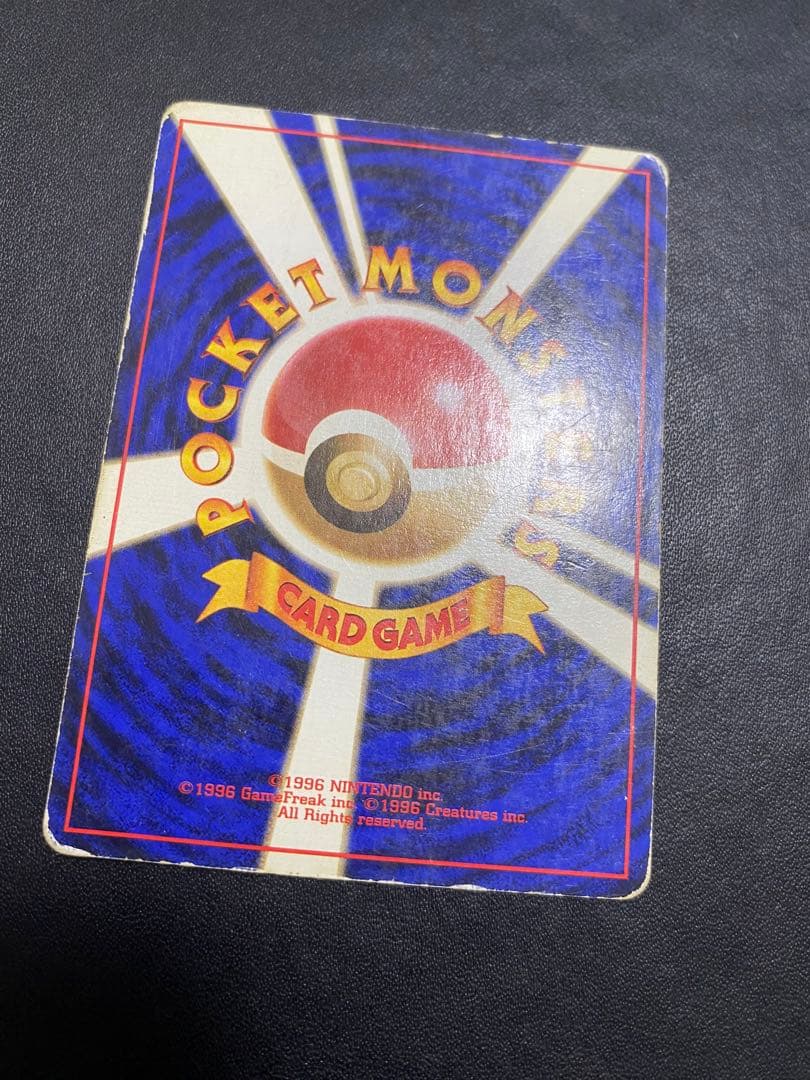 POCKET MONSTERS
CARD GAME
©1996 NINTENDO inc.
©1996 GameFreak inc. ©1996 Creatures inc.
All Rights reserved.